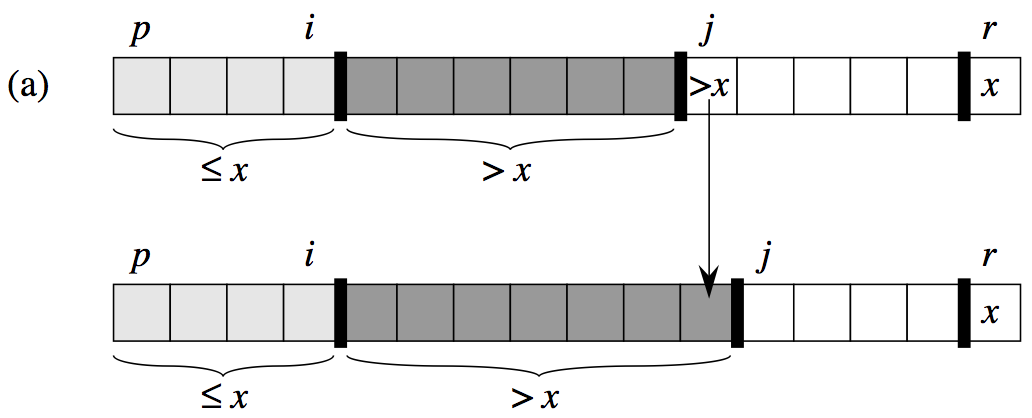 p i j r
(a) >x x
≤ x > x
p i j r
x
≤ x > x